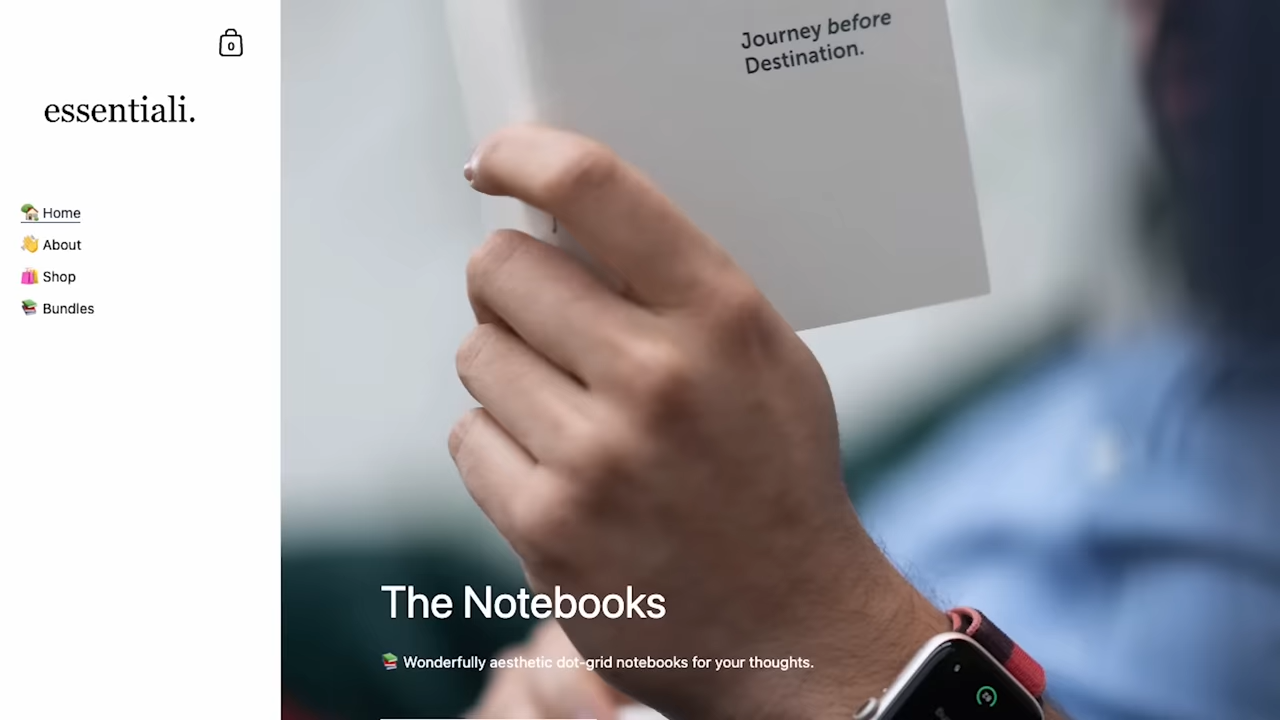 0
essentiali.
🏡 Home
👋 About
🛍️ Shop
📚 Bundles
Journey before
Destination.
The Notebooks
📚 Wonderfully aesthetic dot-grid notebooks for your thoughts.